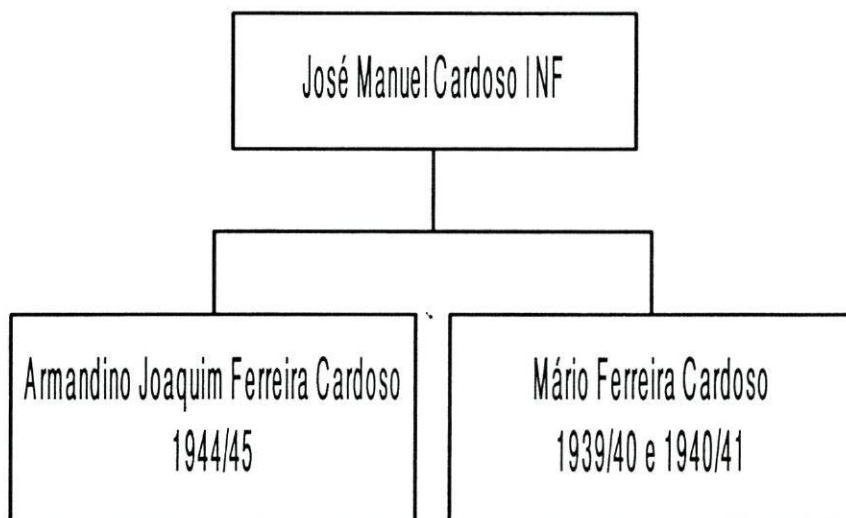 José Manuel Cardoso INF
Armandino Joaquim Ferreira Cardoso
1944/45
Mário Ferreira Cardoso
1939/40 e 1940/41